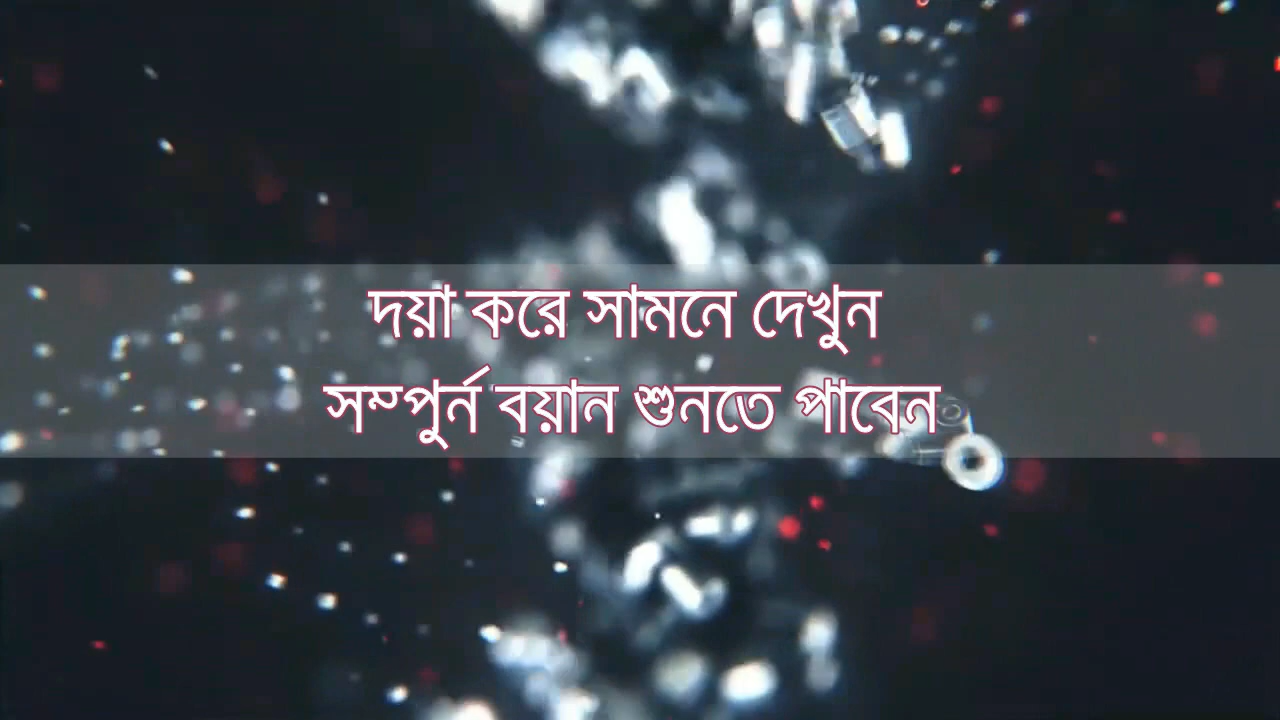 দয়া করে সামনে দেখুন
সম্পুর্ন বয়ান শুনতে পাবেন